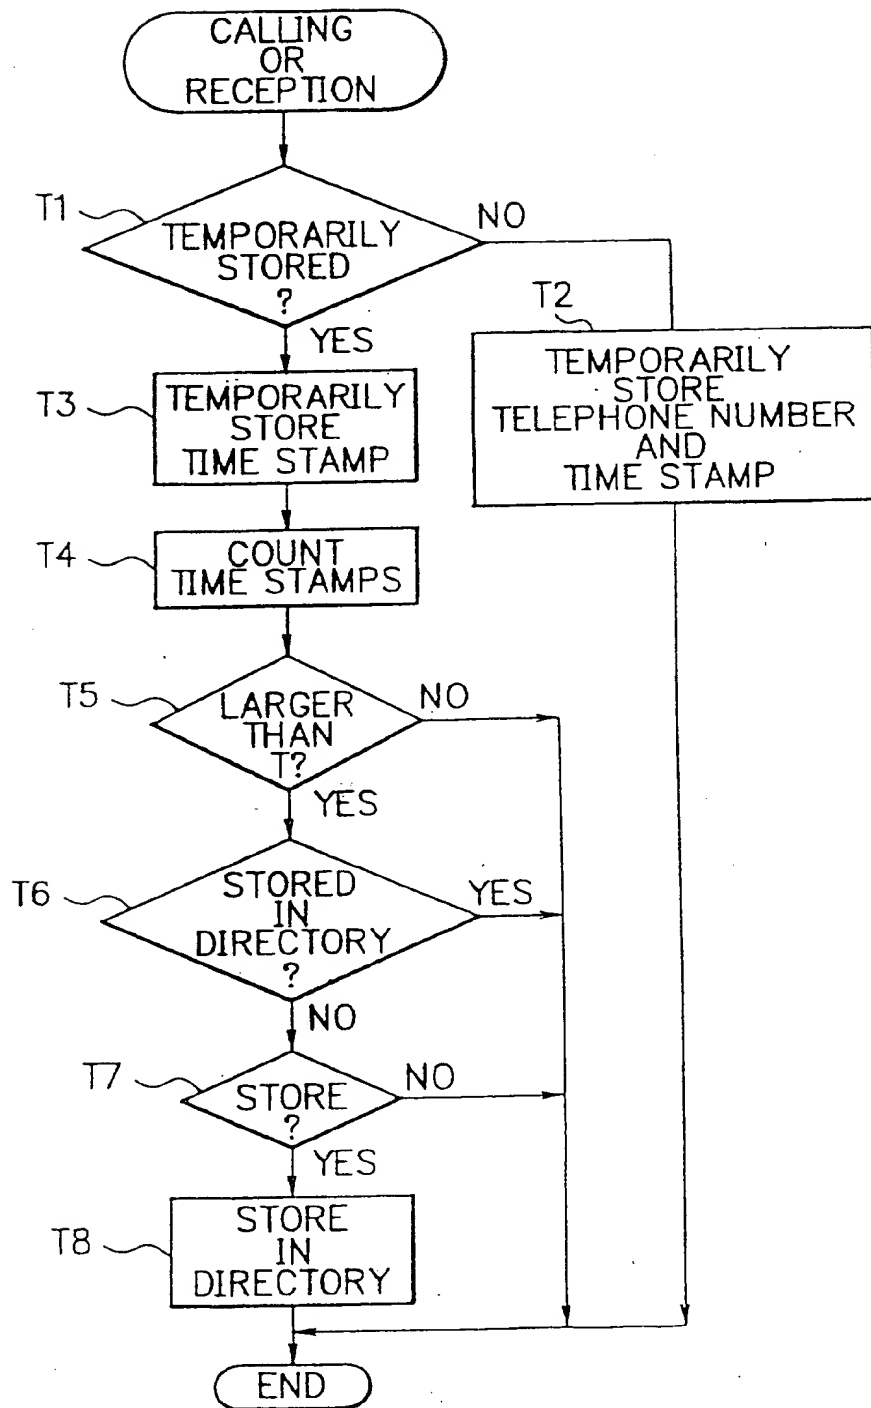 CALLING
OR
RECEPTION
T1
TEMPORARILY
STORED
?
NO
YES
T2
TEMPORARILY
STORE
TELEPHONE NUMBER
AND
TIME STAMP
T3
TEMPORARILY
STORE
TIME STAMP
T4
COUNT
TIME STAMPS
T5
LARGER
THAN
T?
NO
YES
T6
STORED
IN
DIRECTORY
?
YES
NO
T7
STORE
?
NO
YES
T8
STORE
IN
DIRECTORY
END